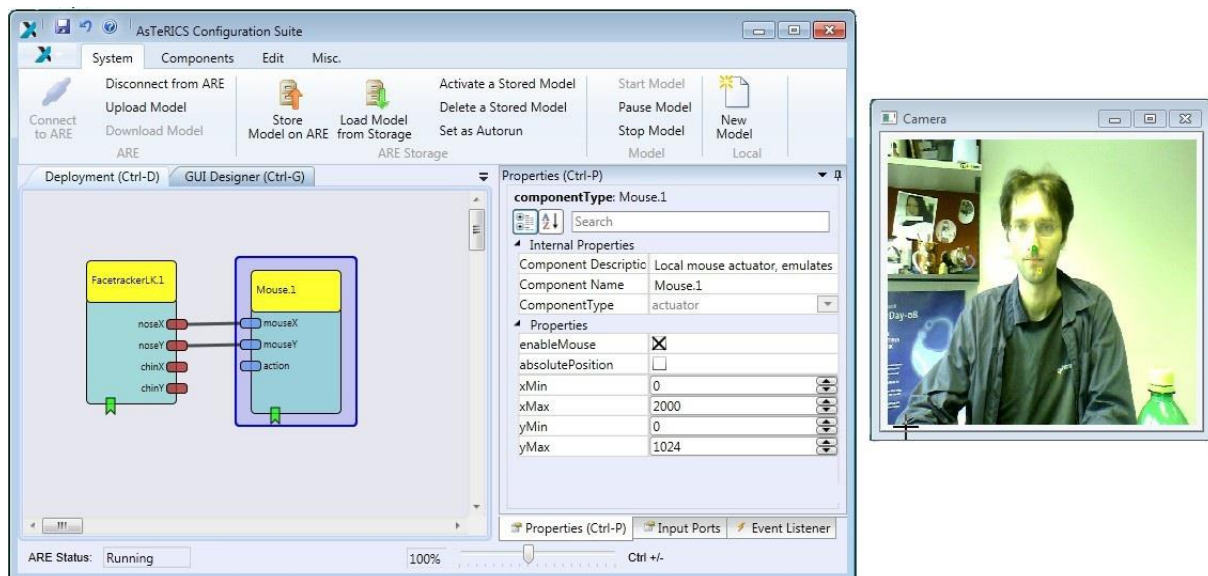 AsTeRICS Configuration Suite
System Components Edit Misc.
Connect to ARE
Disconnect from ARE
Upload Model
Download Model
ARE
Store Model on ARE
Load Model from Storage
Activate a Stored Model
Delete a Stored Model
Set as Autorun
ARE Storage
Start Model
Pause Model
Stop Model
Model
New Model
Local
Deployment (Ctrl-D) GUI Designer (Ctrl-G)
FacetrackerLK.1
noseX
noseY
chinX
chinY
Mouse.1
mouseX
mouseY
action
Properties (Ctrl-P)
componentType: Mouse.1
Search
Internal Properties
Component Descriptio Local mouse actuator, emulates
Component Name Mouse.1
ComponentType actuator
Properties
enableMouse
absolutePosition
xMin 0
xMax 2000
yMin 0
yMax 1024
Properties (Ctrl-P) Input Ports Event Listener
ARE Status: Running 100% Ctrl +/-
Camera
Day-08